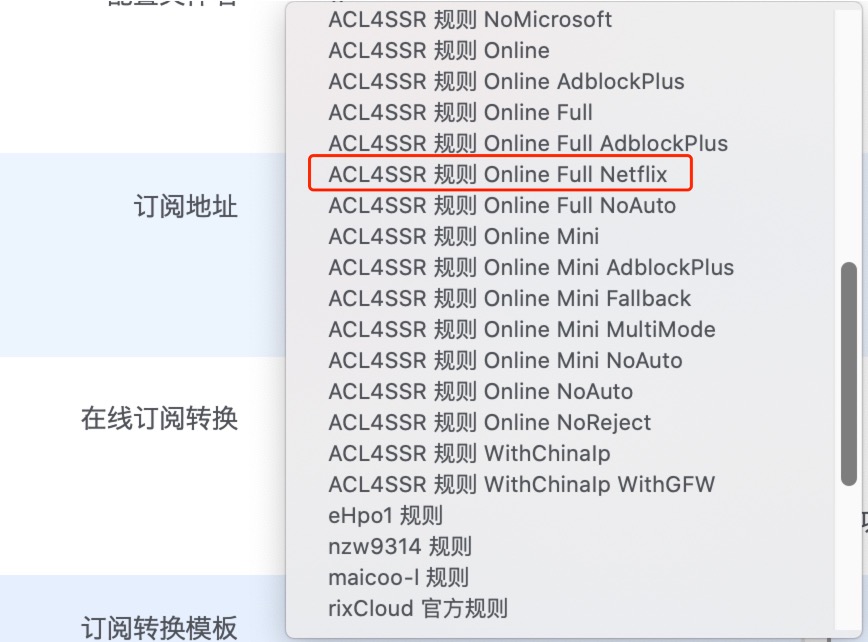 ACL4SSR 规则 NoMicrosoft
ACL4SSR 规则 Online
ACL4SSR 规则 Online AdblockPlus
ACL4SSR 规则 Online Full
ACL4SSR 规则 Online Full AdblockPlus
ACL4SSR 规则 Online Full Netflix
ACL4SSR 规则 Online Full NoAuto
ACL4SSR 规则 Online Mini
ACL4SSR 规则 Online Mini AdblockPlus
ACL4SSR 规则 Online Mini Fallback
ACL4SSR 规则 Online Mini MultiMode
ACL4SSR 规则 Online Mini NoAuto
ACL4SSR 规则 Online NoAuto
ACL4SSR 规则 Online NoReject
ACL4SSR 规则 WithChinaIp
ACL4SSR 规则 WithChinaIp WithGFW
eHpo1 规则
nzw9314 规则
maicoo-l 规则
rixCloud 官方规则
订阅地址
在线订阅转换
订阅转换模板